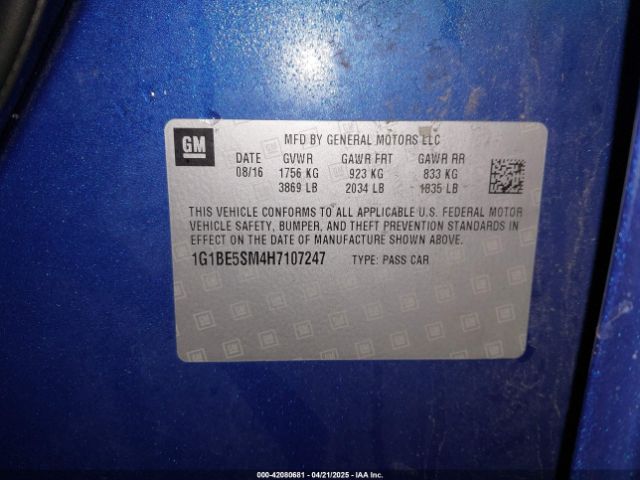 GM
MFD BY GENERAL MOTORS LLC
DATE GVWR GAWR FRT GAWR RR
08/16 1756 KG 923 KG 833 KG
3869 LB 2034 LB 1835 LB
THIS VEHICLE CONFORMS TO ALL APPLICABLE U.S. FEDERAL MOTOR
VEHICLE SAFETY, BUMPER, AND THEFT PREVENTION STANDARDS IN
EFFECT ON THE DATE OF MANUFACTURE SHOWN ABOVE.
1G1BE5SM4H7107247 TYPE: PASS CAR
000-42080681 - 04/21/2025 - IAA Inc.